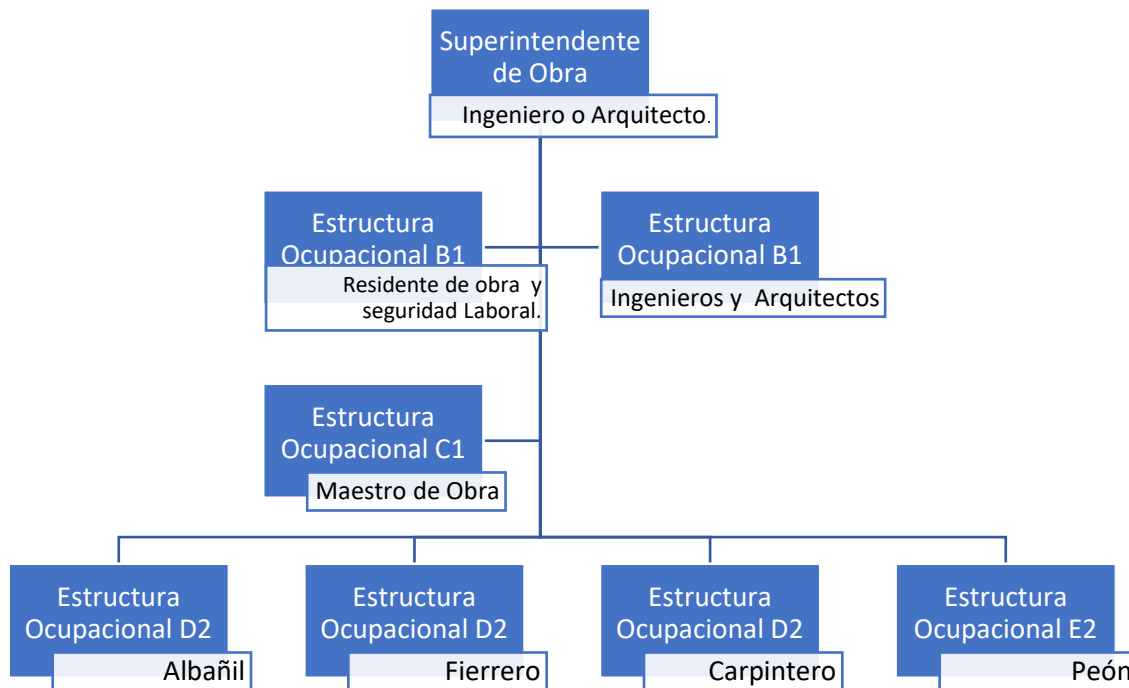 Superintendente
de Obra
Ingeniero o Arquitecto.
Estructura
Ocupacional B1
Residente de obra y
seguridad Laboral.
Estructura
Ocupacional B1
Ingenieros y Arquitectos
Estructura
Ocupacional C1
Maestro de Obra
Estructura
Ocupacional D2
Albañil
Estructura
Ocupacional D2
Fierrero
Estructura
Ocupacional D2
Carpintero
Estructura
Ocupacional E2
Peón